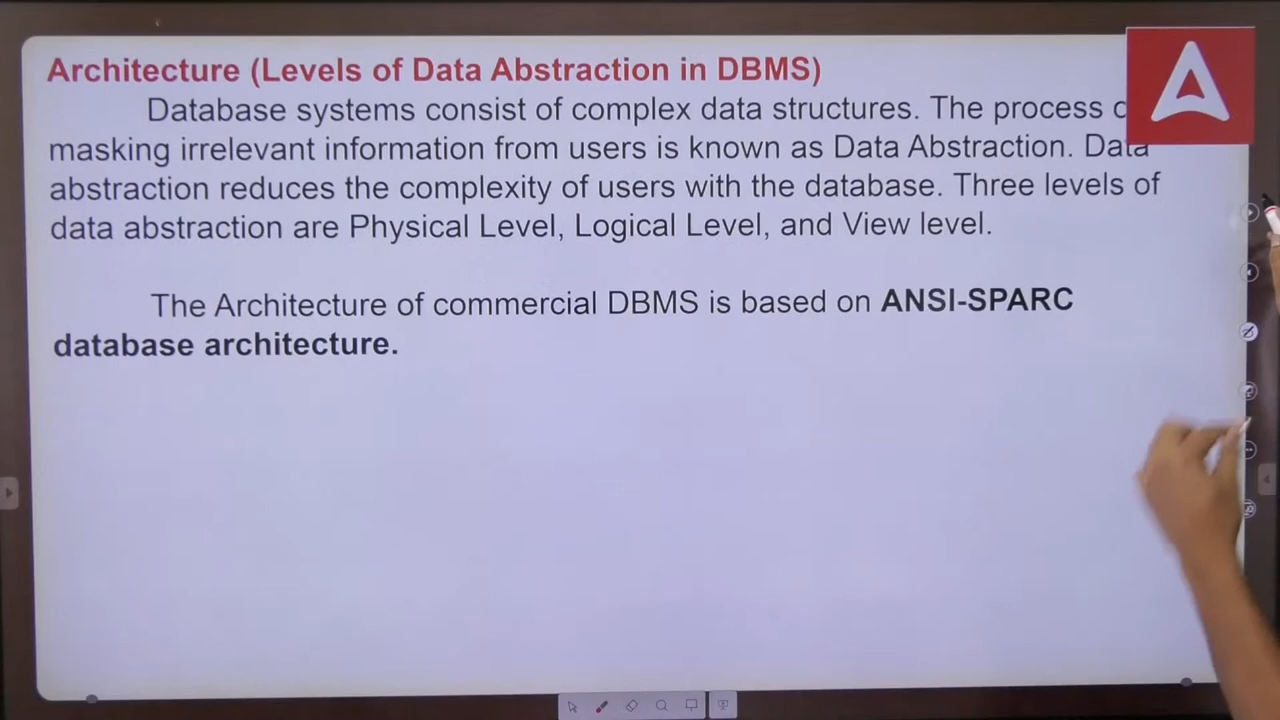 Architecture (Levels of Data Abstraction in DBMS)
Database systems consist of complex data structures. The process
masking irrelevant information from users is known as Data Abstraction. Data
abstraction reduces the complexity of users with the database. Three levels of
data abstraction are Physical Level, Logical Level, and View level.
The Architecture of commercial DBMS is based on ANSI-SPARC
database architecture.